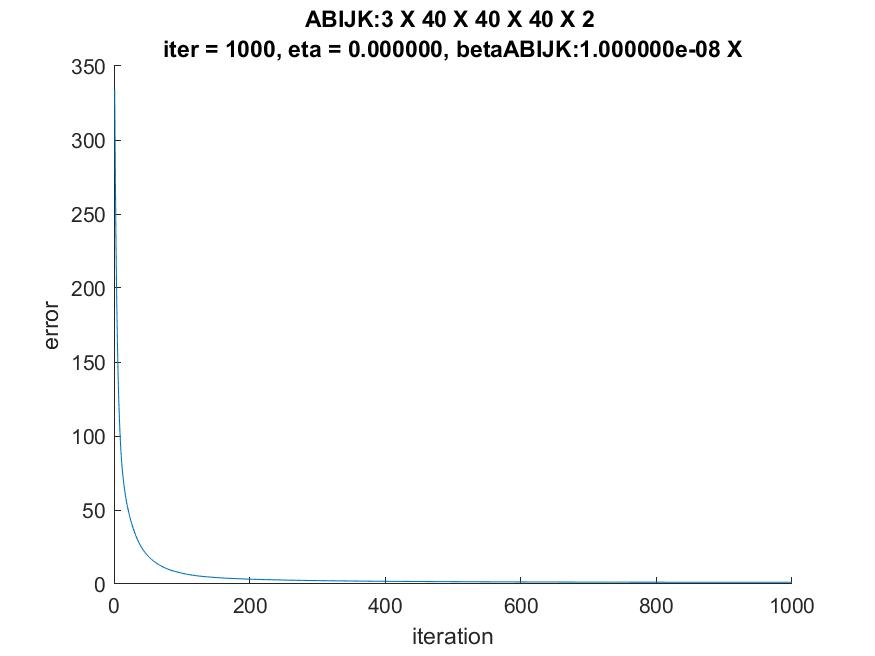 ABIJK:3 X 40 X 40 X 40 X 2
iter = 1000, eta = 0.000000, betaABIJK:1.000000e-08 X
350
300
250
200
150
100
50
0
error
0 200 400 600 800 1000
iteration